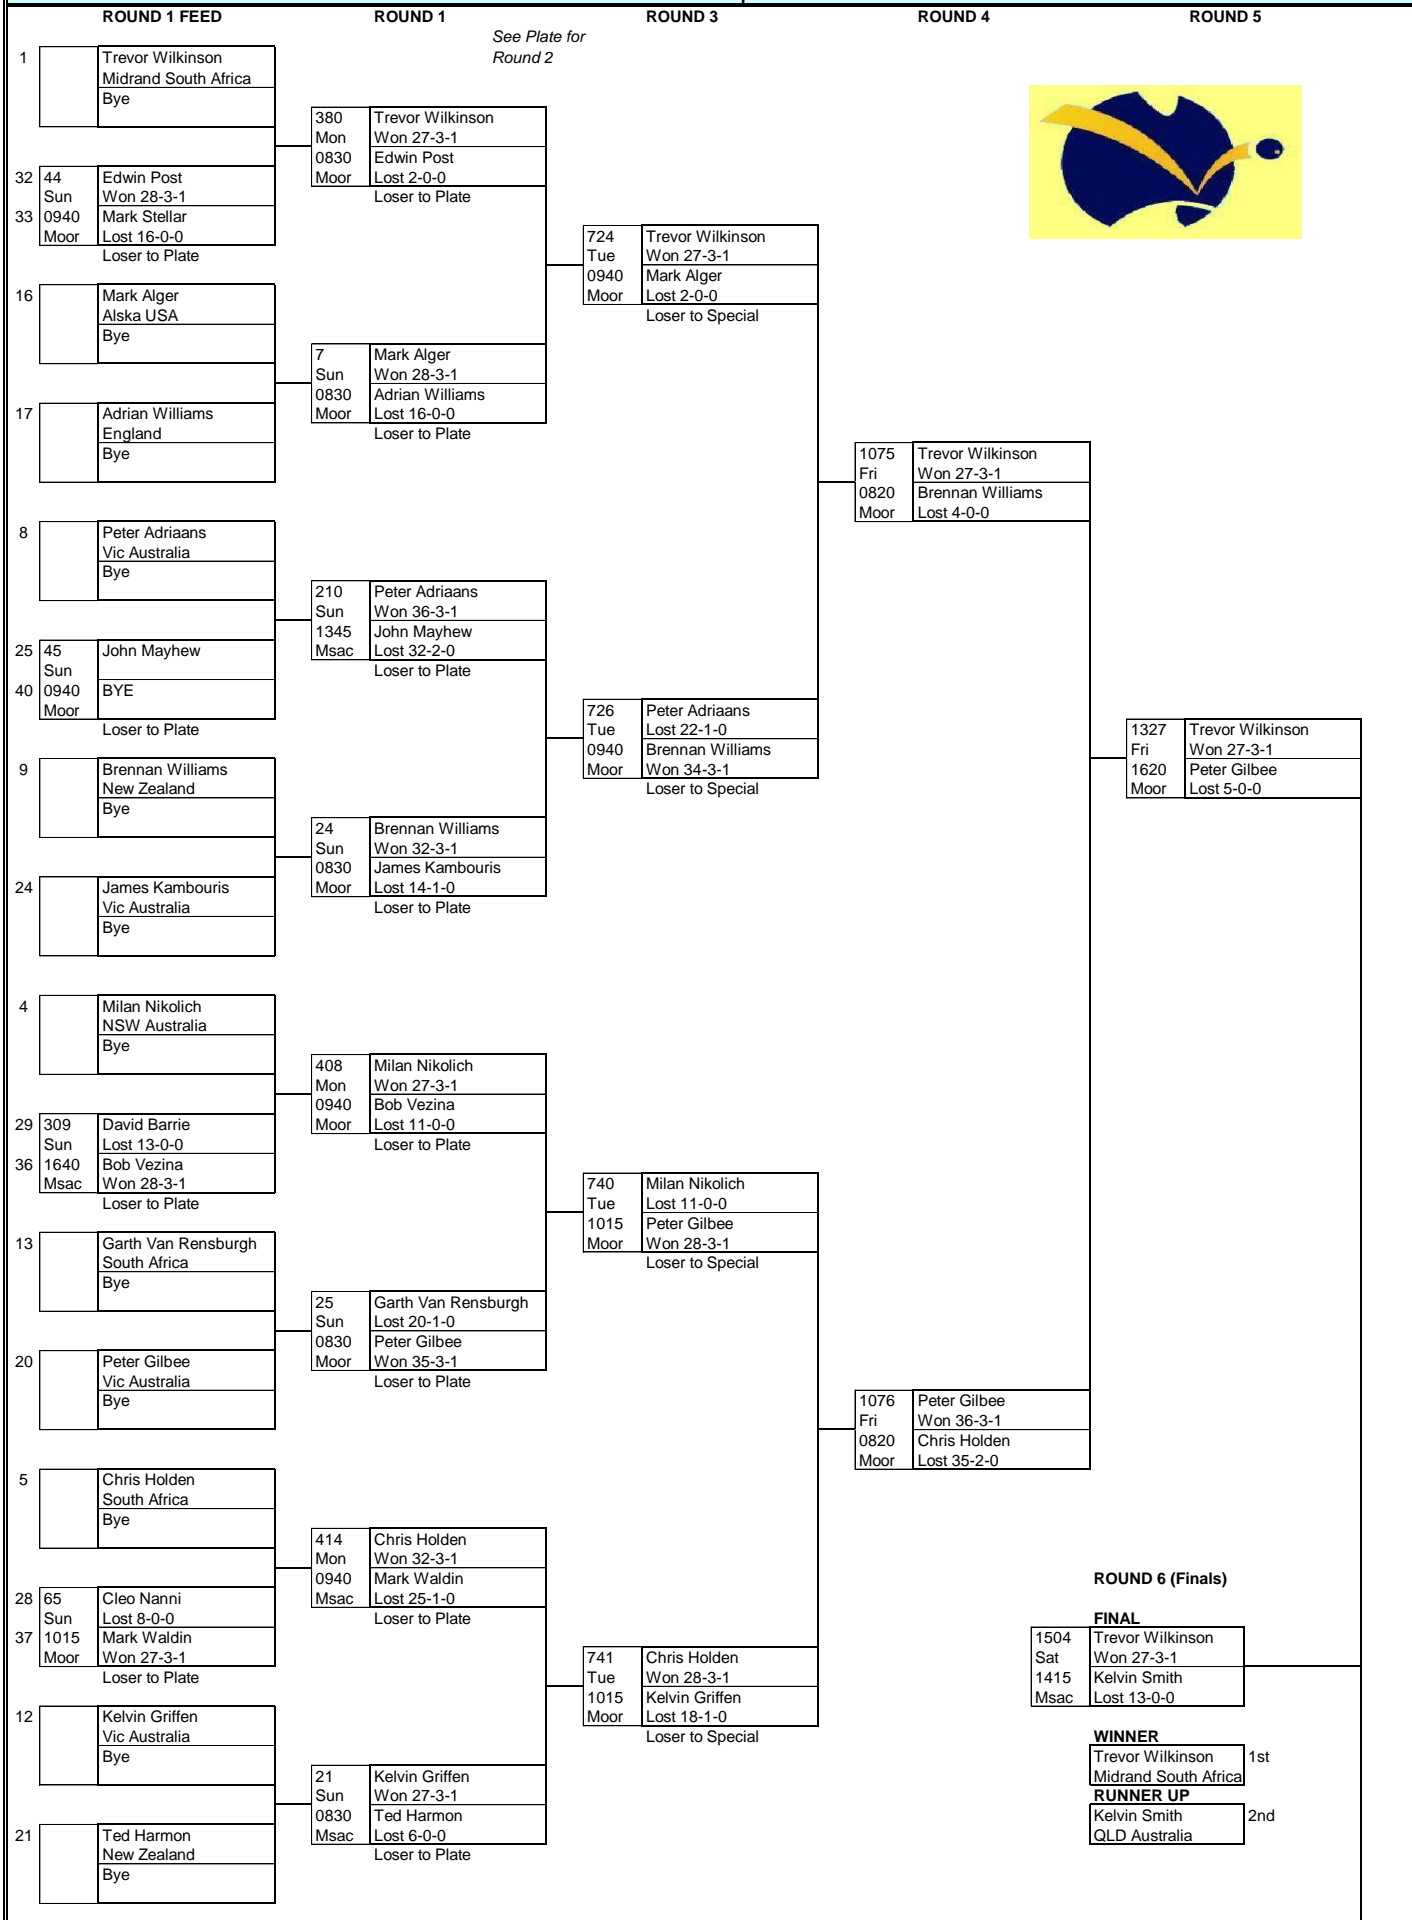 ROUND 1 FEED
ROUND 1
ROUND 3
ROUND 4
ROUND 5
See Plate for
Round 2
1
Trevor Wilkinson
Midrand South Africa
Bye
32 44 Edwin Post
Sun Won 28-3-1
33 0940 Mark Stellar
Moor Lost 16-0-0
Loser to Plate
16
Mark Alger
Alska USA
Bye
17
Adrian Williams
England
Bye
8
Peter Adriaans
Vic Australia
Bye
25 45 John Mayhew
Sun
40 0940 BYE
Moor
Loser to Plate
9
Brennan Williams
New Zealand
Bye
24
James Kambouris
Vic Australia
Bye
4
Milan Nikolich
NSW Australia
Bye
29 309 David Barrie
Sun Lost 13-0-0
36 1640 Bob Vezina
Msac Won 28-3-1
Loser to Plate
13
Garth Van Rensburgh
South Africa
Bye
20
Peter Gilbee
Vic Australia
Bye
5
Chris Holden
South Africa
Bye
28 65 Cleo Nanni
Sun Lost 8-0-0
37 1015 Mark Waldin
Moor Won 27-3-1
Loser to Plate
12
Kelvin Griffen
Vic Australia
Bye
21
Ted Harmon
New Zealand
Bye
380 Trevor Wilkinson
Mon Won 27-3-1
0830 Edwin Post
Moor Lost 2-0-0
Loser to Plate
7 Mark Alger
Sun Won 28-3-1
0830 Adrian Williams
Moor Lost 16-0-0
Loser to Plate
210 Peter Adriaans
Sun Won 36-3-1
1345 John Mayhew
Msac Lost 32-2-0
Loser to Plate
24 Brennan Williams
Sun Won 32-3-1
0830 James Kambouris
Moor Lost 14-1-0
Loser to Plate
408 Milan Nikolich
Mon Won 27-3-1
0940 Bob Vezina
Moor Lost 11-0-0
Loser to Plate
25 Garth Van Rensburgh
Sun Lost 20-1-0
0830 Peter Gilbee
Moor Won 35-3-1
Loser to Plate
414 Chris Holden
Mon Won 32-3-1
0940 Mark Waldin
Msac Lost 25-1-0
Loser to Plate
21 Kelvin Griffen
Sun Won 27-3-1
0830 Ted Harmon
Msac Lost 6-0-0
Loser to Plate
724 Trevor Wilkinson
Tue Won 27-3-1
0940 Mark Alger
Moor Lost 2-0-0
Loser to Special
726 Peter Adriaans
Tue Lost 22-1-0
0940 Brennan Williams
Moor Won 34-3-1
Loser to Special
740 Milan Nikolich
Tue Lost 11-0-0
1015 Peter Gilbee
Moor Won 28-3-1
Loser to Special
741 Chris Holden
Tue Won 28-3-1
1015 Kelvin Griffen
Moor Lost 18-1-0
Loser to Special
1075 Trevor Wilkinson
Fri Won 27-3-1
0820 Brennan Williams
Moor Lost 4-0-0
1076 Peter Gilbee
Fri Won 36-3-1
0820 Chris Holden
Moor Lost 35-2-0
1327 Trevor Wilkinson
Fri Won 27-3-1
1620 Peter Gilbee
Moor Lost 5-0-0
ROUND 6 (Finals)
FINAL
1504 Trevor Wilkinson
Sat Won 27-3-1
1415 Kelvin Smith
Msac Lost 13-0-0
WINNER
Trevor Wilkinson 1st
Midrand South Africa
RUNNER UP
Kelvin Smith 2nd
QLD Australia